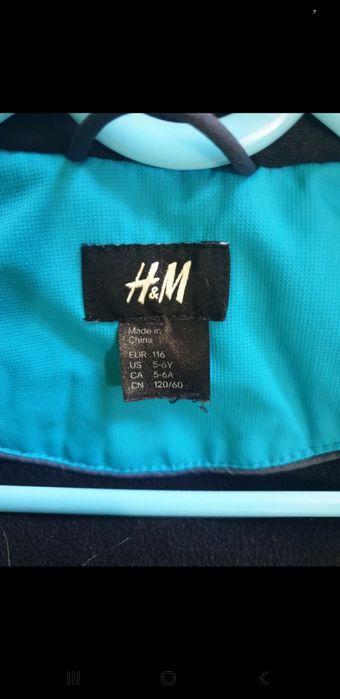 H&M
Made in
China
EUR 116
US 5-6Y
CA 5-6A
CN 120/60